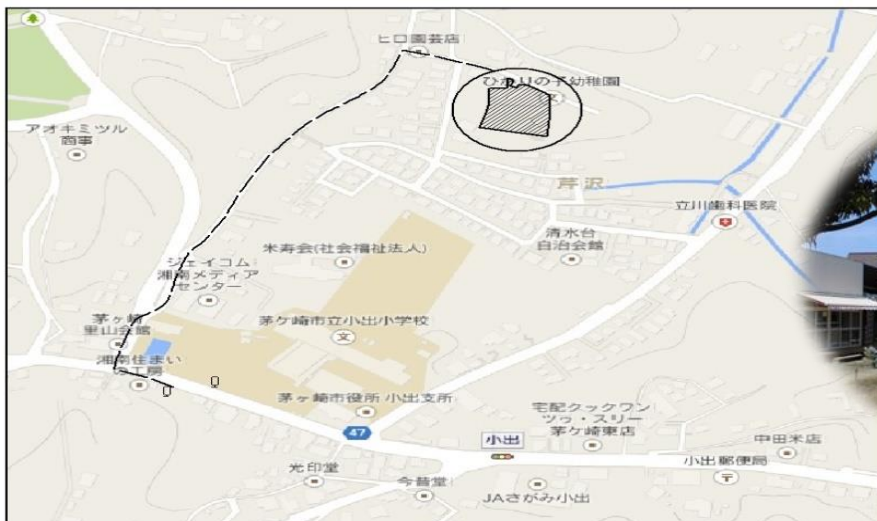 ヒロ園芸店
ひかりの子幼稚園
P
アオキミツル
商事
芹沢
立川歯科医院
清水台
自治会館
米寿会(社会福祉法人)
ジェイコム
湘南メディア
センター
茅ヶ崎
里山会館
茅ケ崎市立小出小学校
文
湘南住まい
の工房
茅ヶ崎市役所 小出支所
47
宅配クックワン
ツゥ・スリー
茅ケ崎東店
小出
中田米店
小出郵便局
光印堂
今昔堂
JAさがみ小出